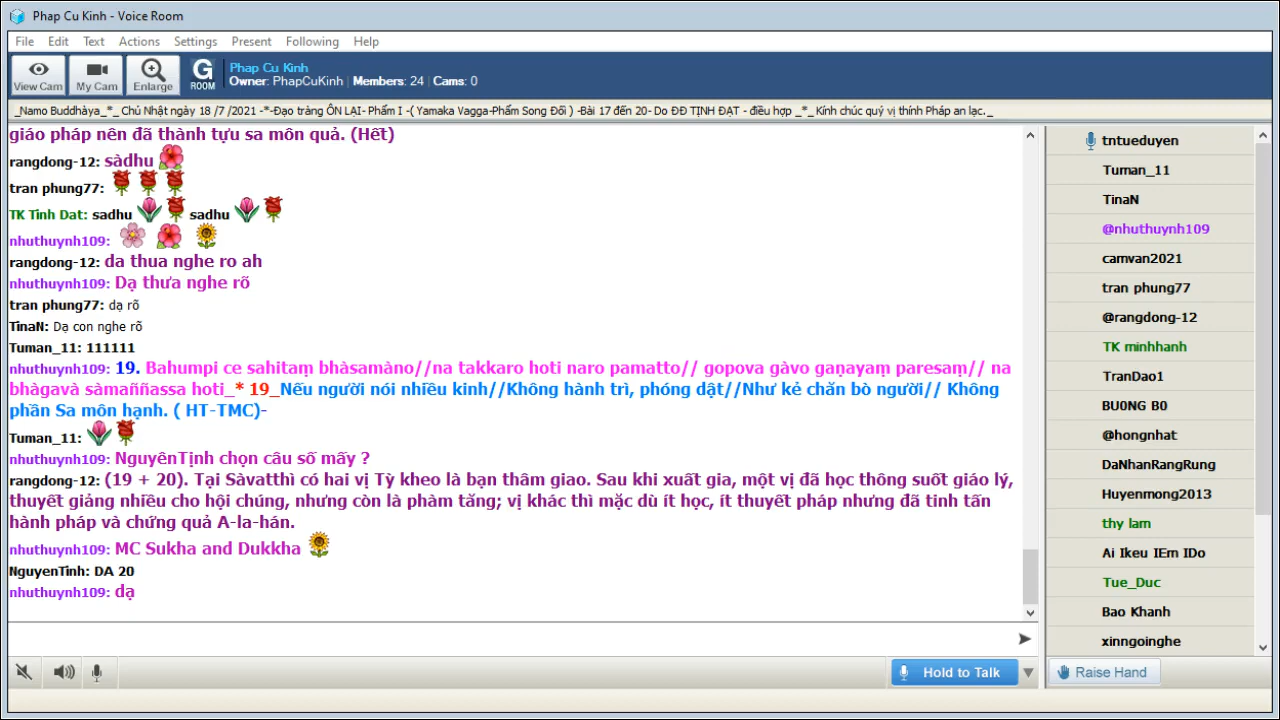 Phap Cu Kinh - Voice Room
File Edit Text Actions Settings Present Following Help
View Cam
My Cam
Enlarge
G
ROOM
Phap Cu Kinh
Owner: PhapCuKinh | Members: 24 | Cams: 0
_Namo Buddhàya_*_ Chủ Nhật ngày 18 /7 /2021 -*-Đạo tràng ÔN LẠI- Phẩm I -( Yamaka Vagga-Phẩm Song Đối ) -Bài 17 đến 20- Do ĐĐ TỊNH ĐẠT - điều hợp _*_ Kính chúc quý vị thính Pháp an lạc._
giáo pháp nên đã thành tựu sa môn quả. (Hết)
rangdong-12: sàdhu
tran phung77:
TK Tinh Dat: sadhu sadhu
nhuthuynh109:
rangdong-12: da thua nghe ro ah
nhuthuynh109: Dạ thưa nghe rõ
tran phung77: dạ rõ
TinaN: Dạ con nghe rõ
Tuman_11: 111111
nhuthuynh109: 19. Bahumpi ce sahitaṃ bhàsamàno//na takkaro hoti naro pamatto// gopova gàvo gaṇayaṃ paresaṃ// na
bhàgavà sàmaññassa hoti_* 19_Nếu người nói nhiều kinh//Không hành trì, phóng dật//Như kẻ chăn bò người// Không
phần Sa môn hạnh. ( HT-TMC)-
Tuman_11:
nhuthuynh109: NguyênTịnh chọn câu số mấy ?
rangdong-12: (19 + 20). Tại Sàvatthì có hai vị Tỳ kheo là bạn thâm giao. Sau khi xuất gia, một vị đã học thông suốt giáo lý,
thuyết giảng nhiều cho hội chúng, nhưng còn là phàm tăng; vị khác thì mặc dù ít học, ít thuyết pháp nhưng đã tinh tấn
hành pháp và chứng quả A-la-hán.
nhuthuynh109: MC Sukha and Dukkha
NguyenTinh: DA 20
nhuthuynh109: dạ
Hold to Talk
tntueduyen
Tuman_11
TinaN
@nhuthuynh109
camvan2021
tran phung77
@rangdong-12
TK minhhanh
TranDao1
BU0NG B0
@hongnhat
DaNhanRangRung
Huyenmong2013
thy lam
Ai Ikeu IEm IDo
Tue_Duc
Bao Khanh
xinngoinghe
Raise Hand